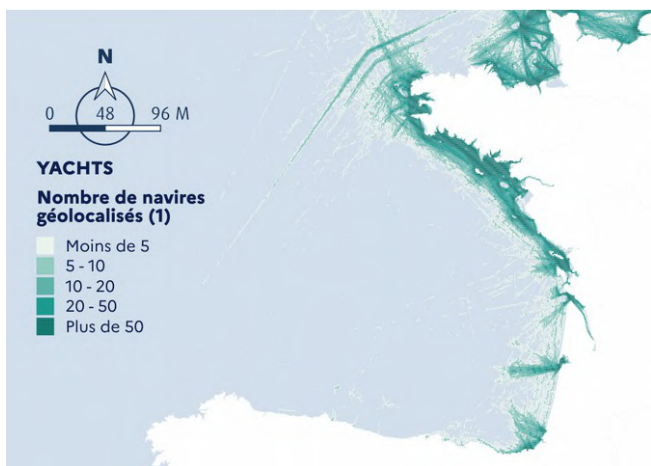 N
0 48 96 M
YACHTS
Nombre de navires
géolocalisés (1)
Moins de 5
5 - 10
10 - 20
20 - 50
Plus de 50